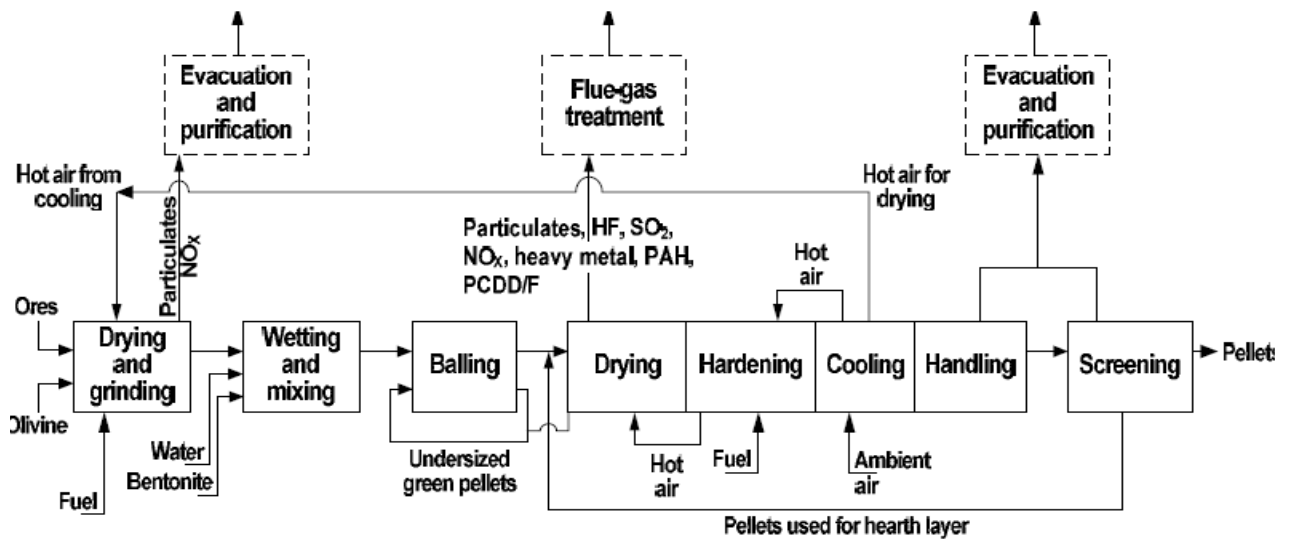 Evacuation
and
purification
Flue-gas
treatment
Evacuation
and
purification
Hot air from
cooling
Particulates
NOₓ
Particulates, HF, SO₂,
NOₓ, heavy metal, PAH,
PCDD/F
Hot air for
drying
Hot
air
Ores
Drying
and
grinding
Wetting
and
mixing
Balling
Drying
Hardening
Cooling
Handling
Screening
Pellets
Olivine
Fuel
Water
Bentonite
Undersized
green pellets
Hot
air
Fuel
Ambient
air
Pellets used for hearth layer